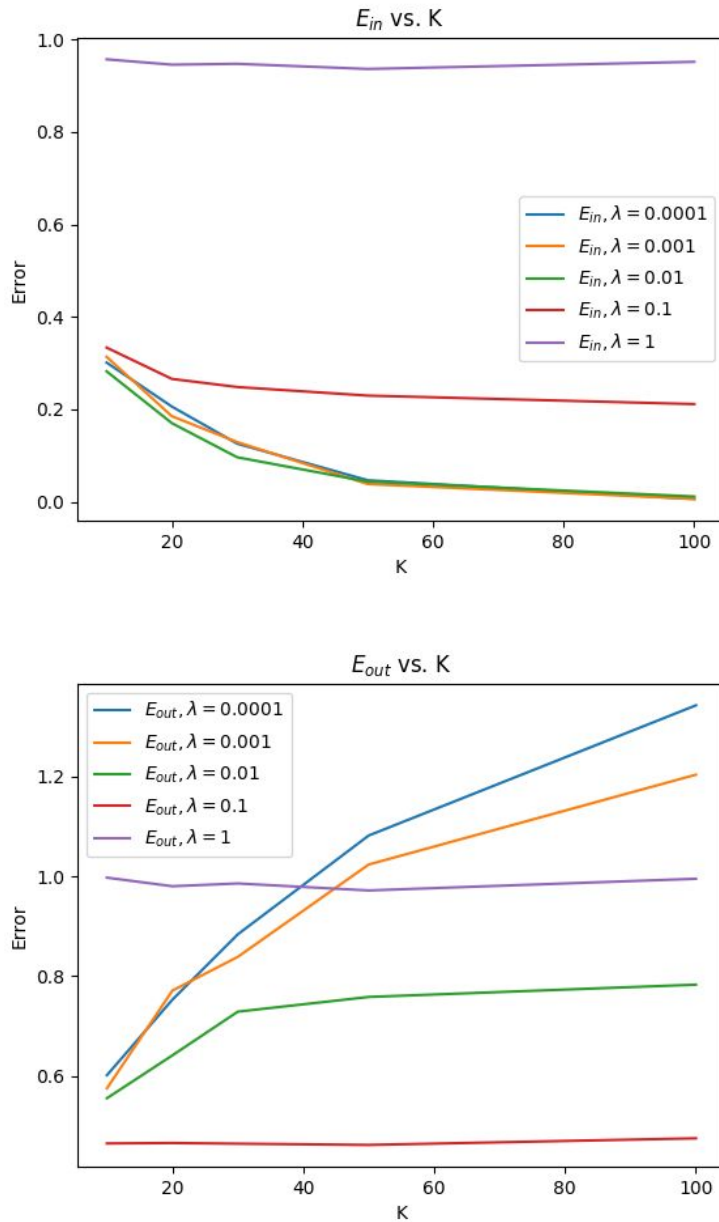 E_in vs. K
1.0
0.8
0.6
0.4
0.2
0.0
Error
E_in, λ = 0.0001
E_in, λ = 0.001
E_in, λ = 0.01
E_in, λ = 0.1
E_in, λ = 1
20
40
60
80
100
K
E_out vs. K
1.2
1.0
0.8
0.6
Error
E_out, λ = 0.0001
E_out, λ = 0.001
E_out, λ = 0.01
E_out, λ = 0.1
E_out, λ = 1
20
40
60
80
100
K